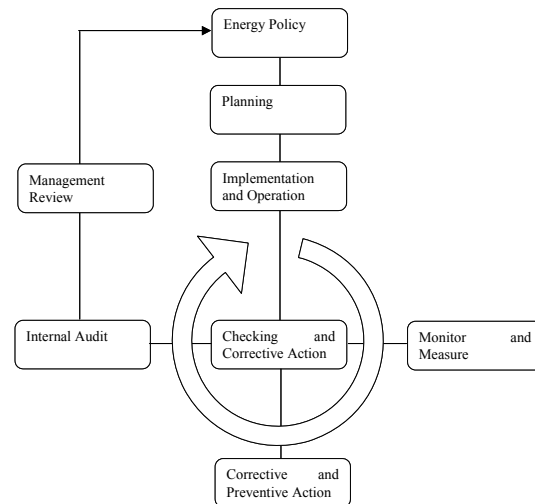 Energy Policy
Planning
Implementation
and Operation
Management
Review
Internal Audit
Checking and
Corrective Action
Monitor and
Measure
Corrective and
Preventive Action